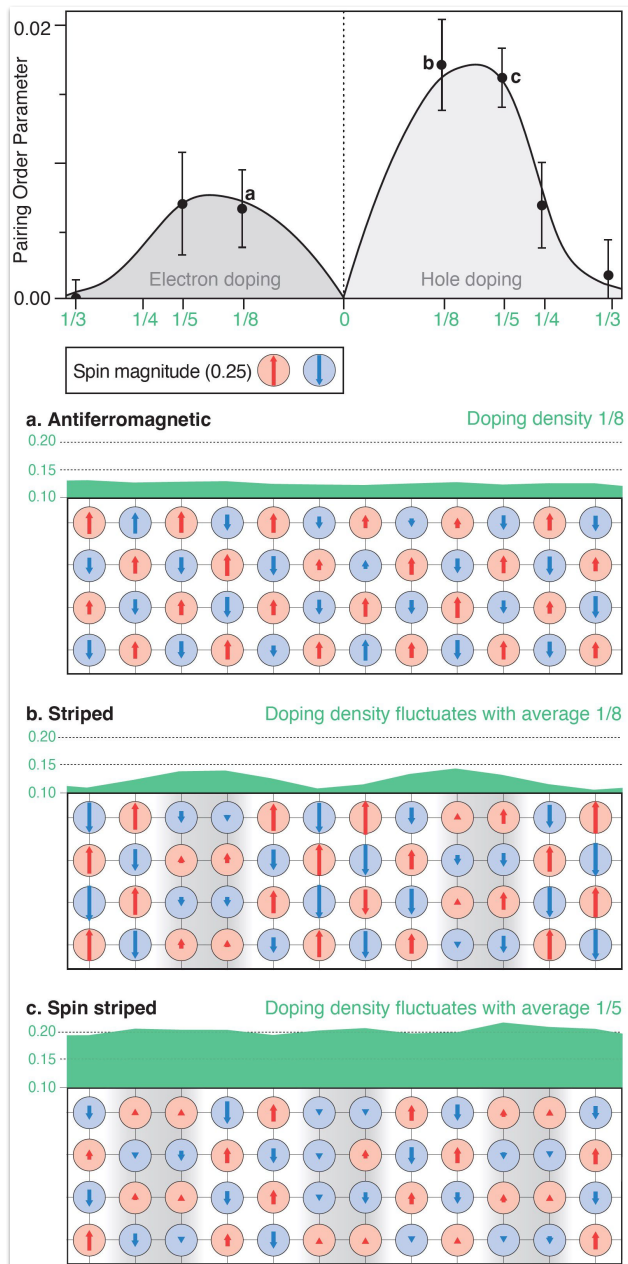 0.02
Pairing Order Parameter
b
c
a
Electron doping
Hole doping
0.00
1/3 1/4 1/5 1/8 0 1/8 1/5 1/4 1/3
Spin magnitude (0.25)
a. Antiferromagnetic
Doping density 1/8
0.20
0.15
0.10
b. Striped
Doping density fluctuates with average 1/8
0.20
0.15
0.10
c. Spin striped
Doping density fluctuates with average 1/5
0.20
0.15
0.10